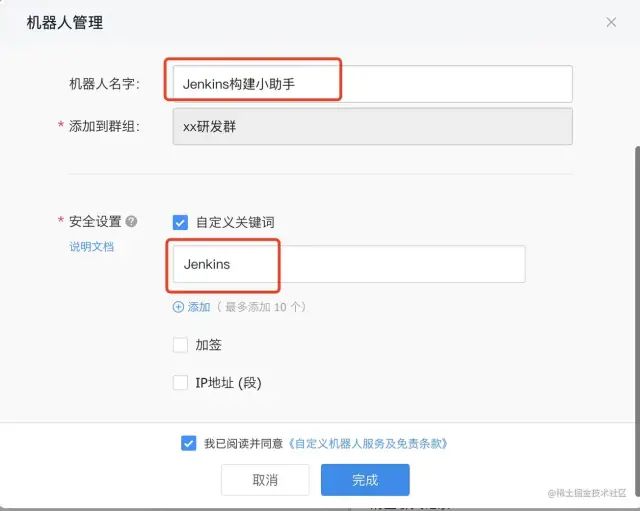 机器人管理
机器人名字: Jenkins构建小助手
* 添加到群组: xx研发群
* 安全设置 ? 自定义关键词
说明文档
Jenkins
添加 ( 最多添加 10 个)
加签
IP地址 (段)
我已阅读并同意《自定义机器人服务及免责条款》
取消 完成
@稀土掘金技术社区